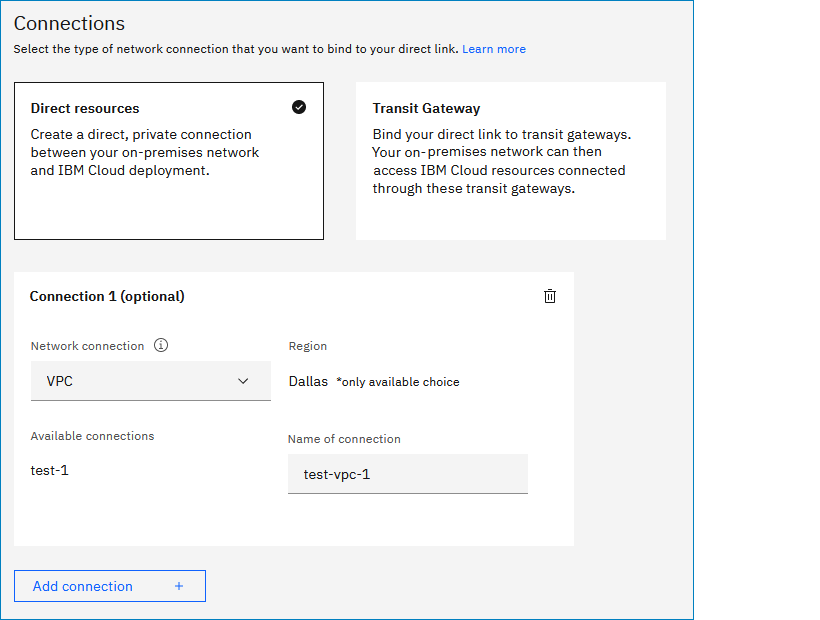 Connections
Select the type of network connection that you want to bind to your direct link. Learn more
Direct resources
Create a direct, private connection
between your on-premises network
and IBM Cloud deployment.
Transit Gateway
Bind your direct link to transit gateways.
Your on-premises network can then
access IBM Cloud resources connected
through these transit gateways.
Connection 1 (optional)
Network connection
Region
VPC
Dallas *only available choice
Available connections
Name of connection
test-1
test-vpc-1
Add connection +